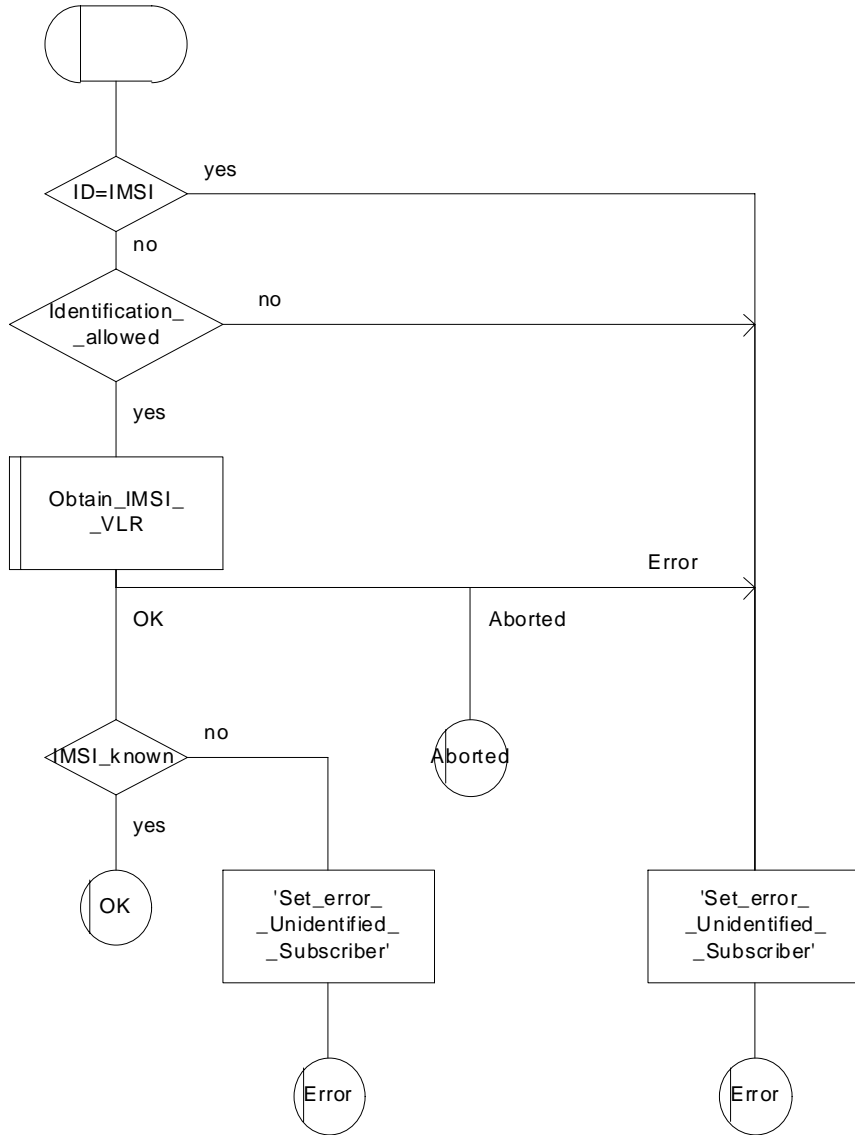 yes
ID=IMSI
no
Identification_
_allowed
no
yes
Obtain_IMSI_
_VLR
Error
OK
Aborted
IMSI_known
no
Aborted
yes
OK
'Set_error_
_Unidentified_
_Subscriber'
'Set_error_
_Unidentified_
_Subscriber'
Error
Error